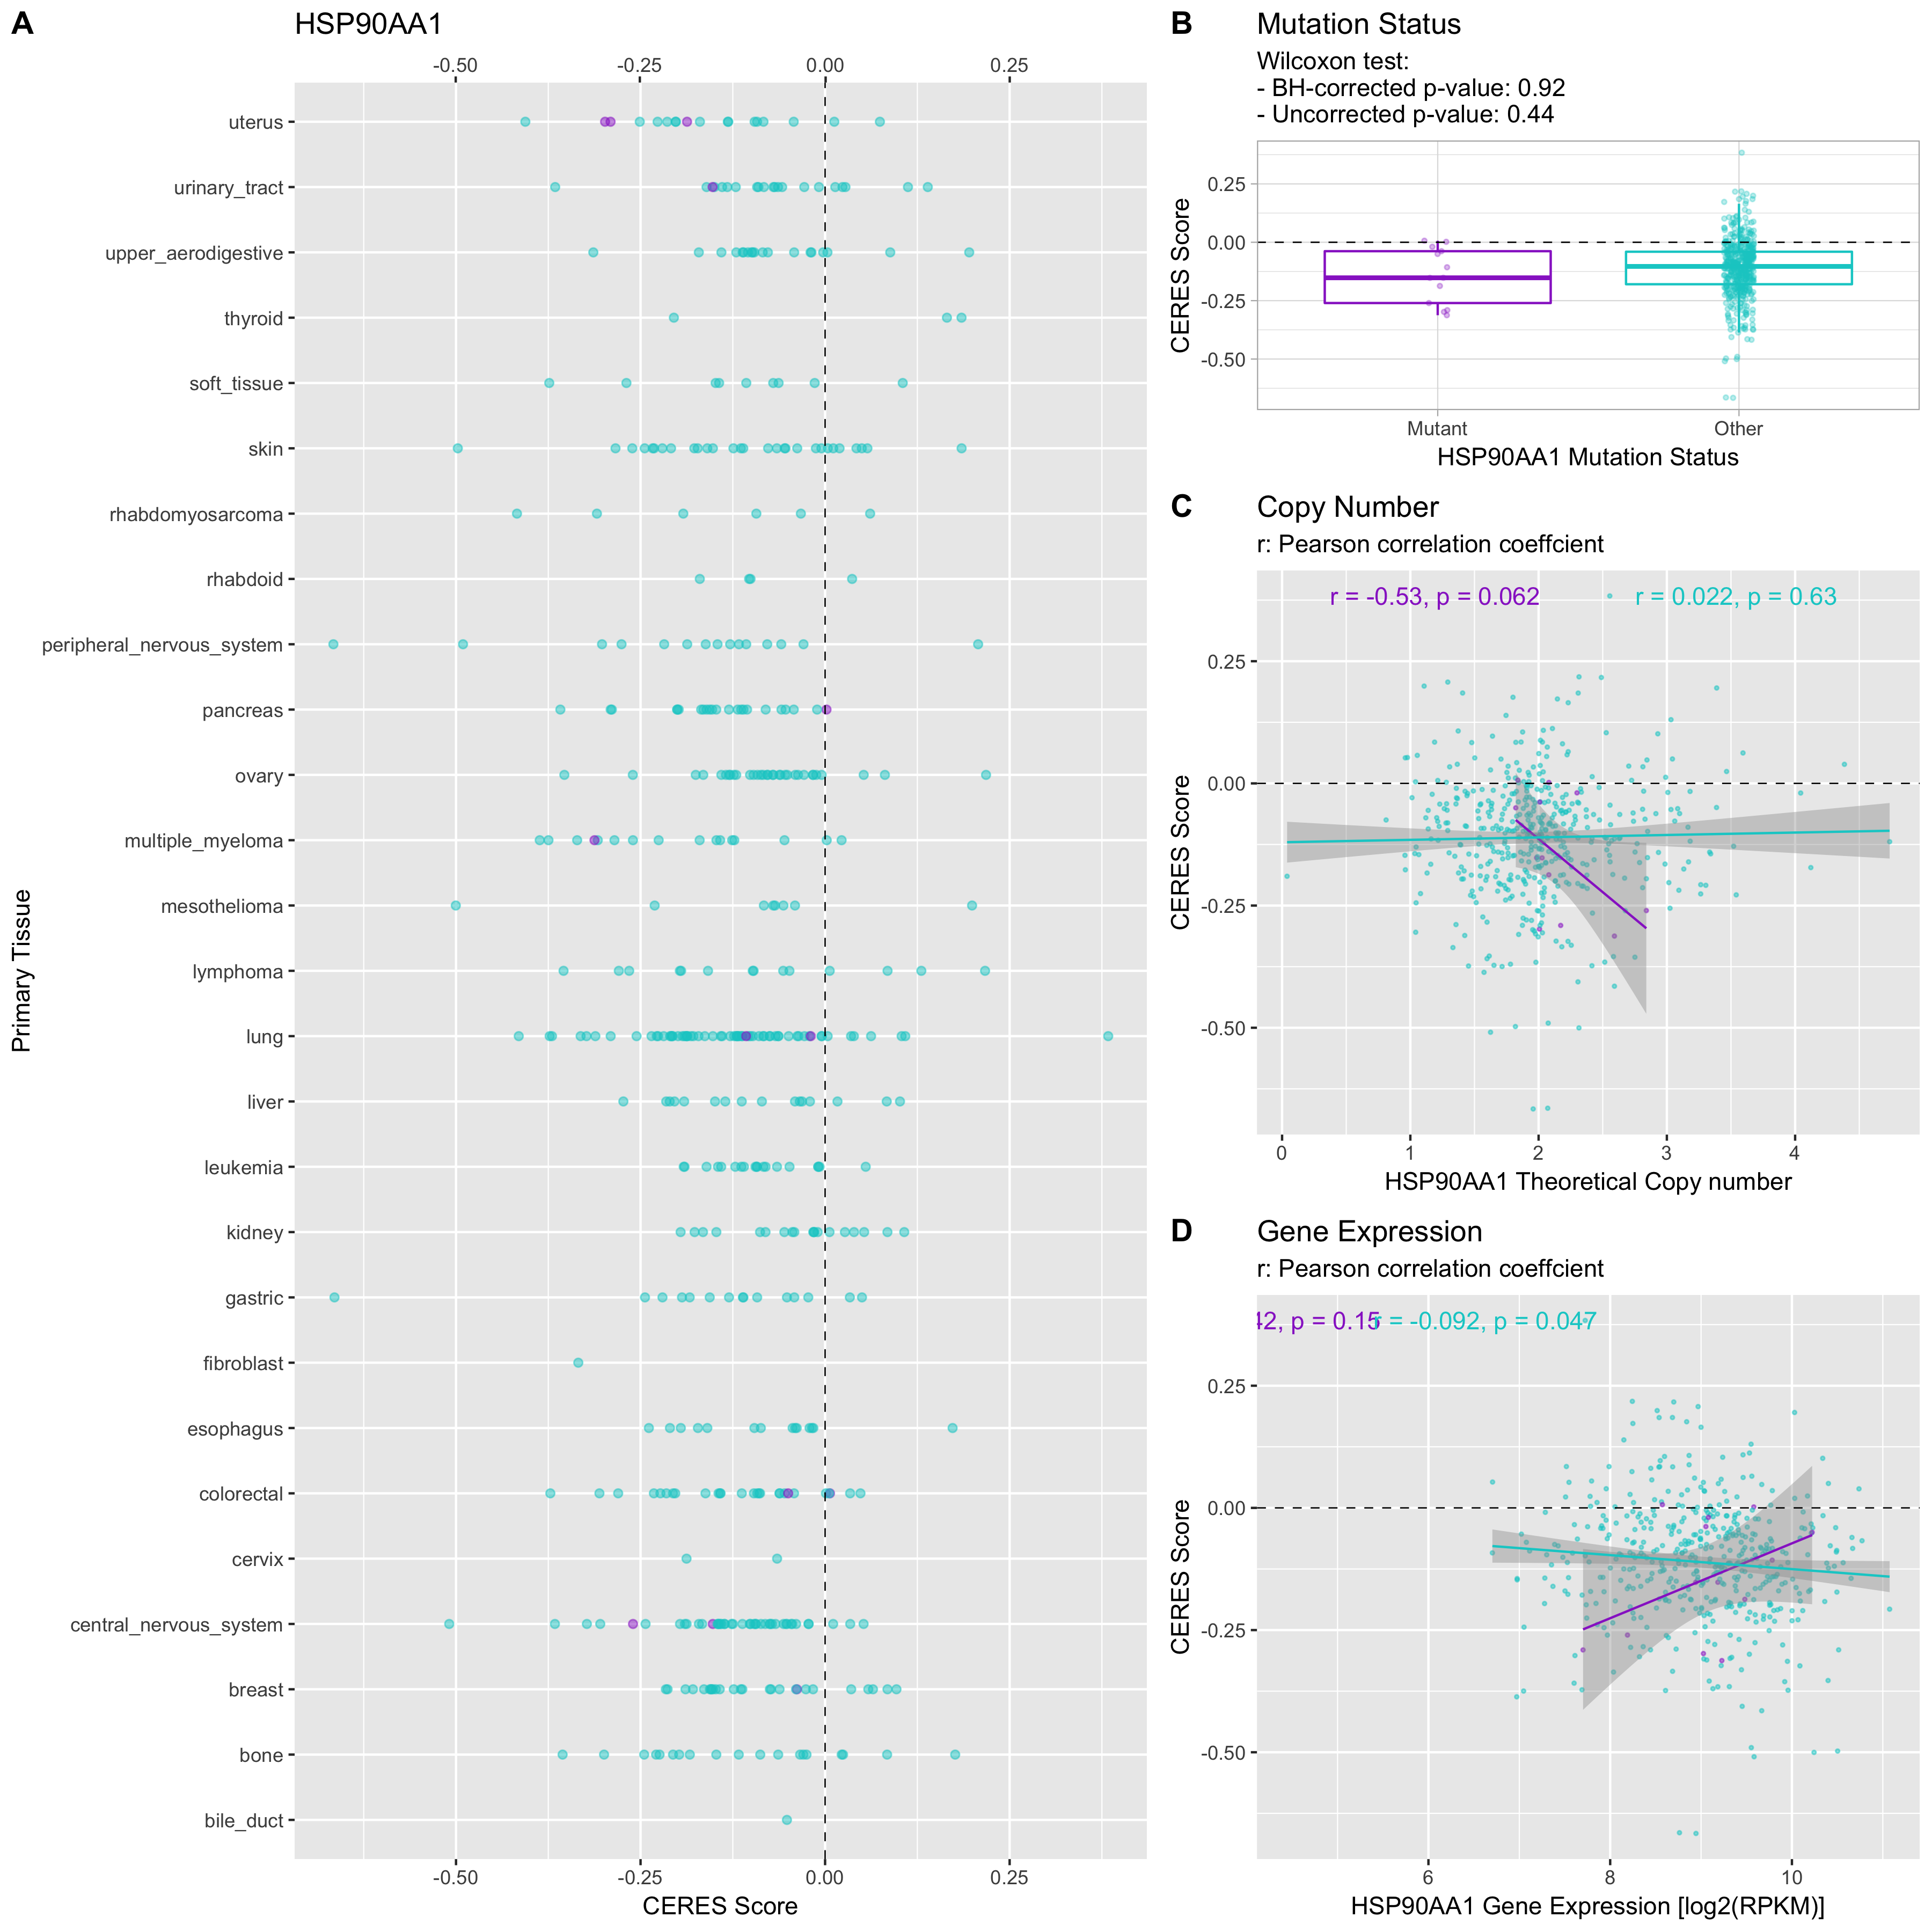 A
HSP90AA1
-0.50 -0.25 0.00 0.25
Primary Tissue
uterus
urinary_tract
upper_aerodigestive
thyroid
soft_tissue
skin
rhabdomyosarcoma
rhabdoid
peripheral_nervous_system
pancreas
ovary
multiple_myeloma
mesothelioma
lymphoma
lung
liver
leukemia
kidney
gastric
fibroblast
esophagus
colorectal
cervix
central_nervous_system
breast
bone
bile_duct
-0.50 -0.25 0.00 0.25
CERES Score
B
Mutation Status
Wilcoxon test:
- BH-corrected p-value: 0.92
- Uncorrected p-value: 0.44
CERES Score
0.25
0.00
-0.25
-0.50
Mutant Other
HSP90AA1 Mutation Status
C
Copy Number
r: Pearson correlation coeffcient
r = -0.53, p = 0.062 r = 0.022, p = 0.63
CERES Score
0.25
0.00
-0.25
-0.50
0 1 2 3 4
HSP90AA1 Theoretical Copy number
D
Gene Expression
r: Pearson correlation coeffcient
42, p = 0.15 r = -0.092, p = 0.047
CERES Score
0.25
0.00
-0.25
-0.50
6 8 10
HSP90AA1 Gene Expression [log2(RPKM)]